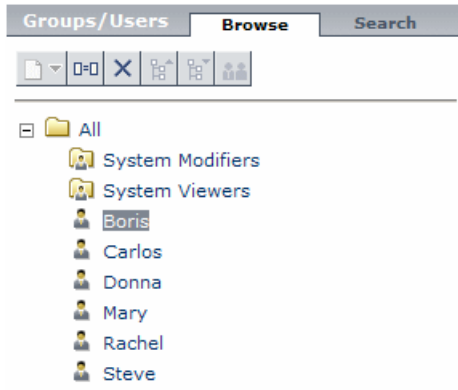 Groups/Users Browse Search
All
System Modifiers
System Viewers
Boris
Carlos
Donna
Mary
Rachel
Steve